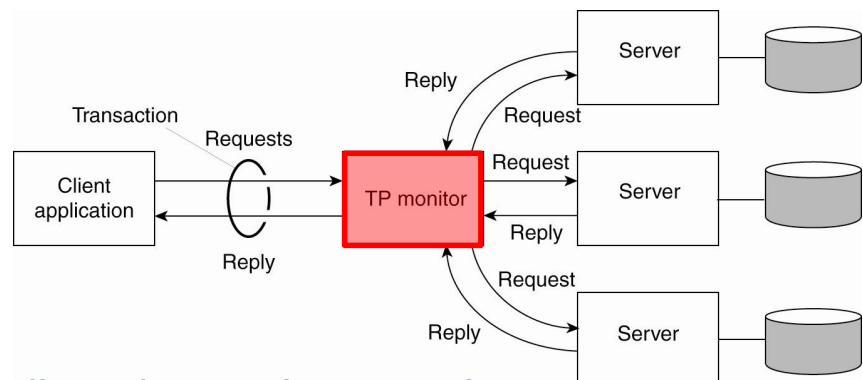 Server
Reply
Request
Transaction
Requests
Client
application
TP monitor
Request
Server
Reply
Reply
Request
Reply
Server